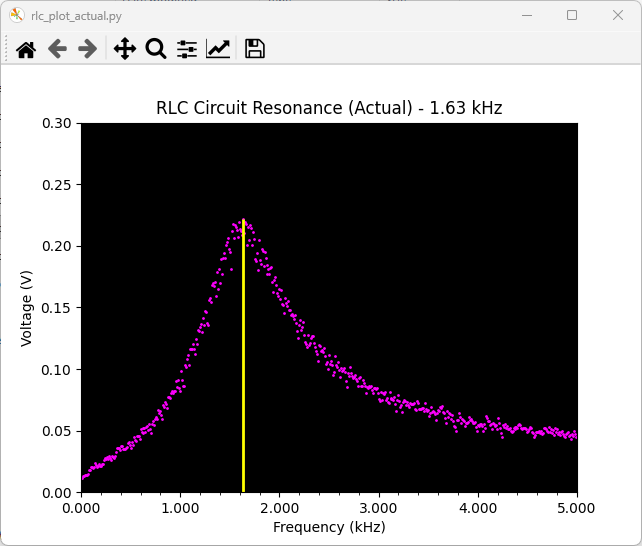 rlc_plot_actual.py
RLC Circuit Resonance (Actual) - 1.63 kHz
0.30
0.25
0.20
0.15
0.10
0.05
0.00
Voltage (V)
0.000 1.000 2.000 3.000 4.000 5.000
Frequency (kHz)